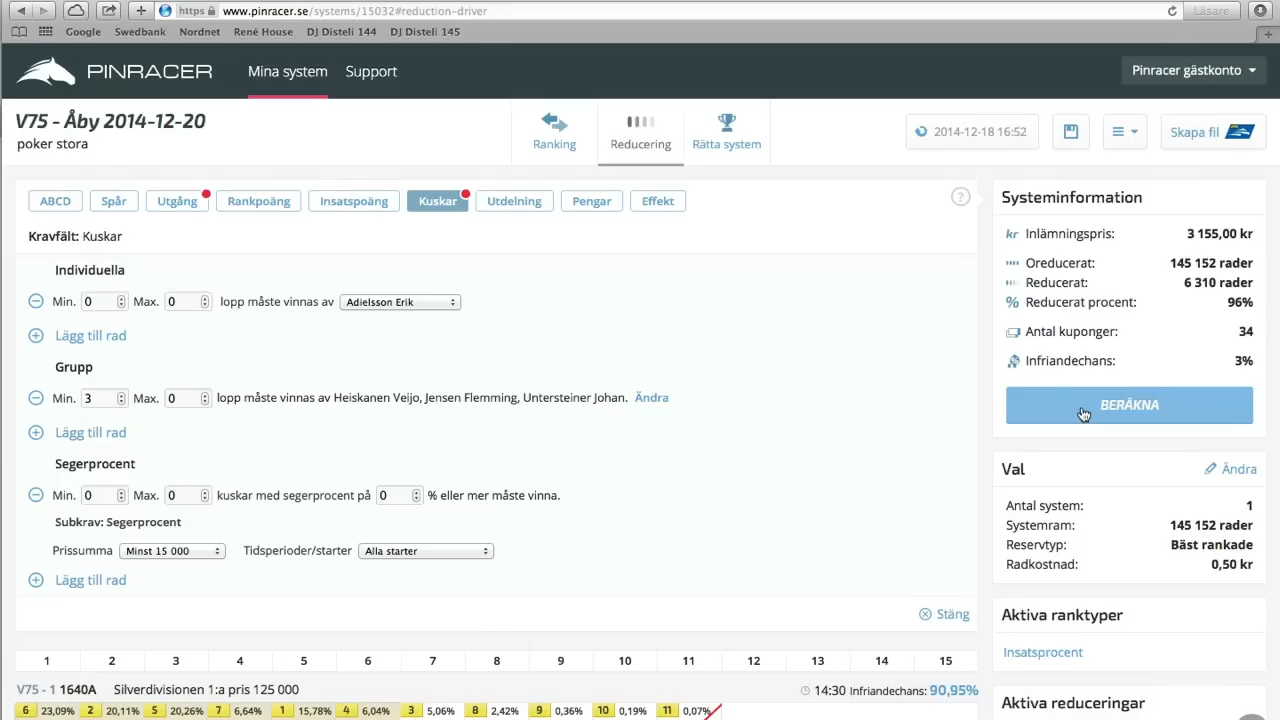 https www.pinracer.se/systems/15032#reduction-driver Läsare
Google Swedbank Nordnet René House DJ Disteli 144 DJ Disteli 145
PINRACER Mina system Support Pinracer gästkonto
V75 - Åby 2014-12-20
poker stora
Ranking Reducering Rätta system
2014-12-18 16:52 Skapa fil
ABCD Spår Utgång Rankpoäng Insatspoäng Kuskar Utdelning Pengar Effekt ?
Kravfält: Kuskar
Individuella
Min. 0 Max. 0 lopp måste vinnas av Adielsson Erik
Lägg till rad
Grupp
Min. 3 Max. 0 lopp måste vinnas av Heiskanen Veijo, Jensen Flemming, Untersteiner Johan. Ändra
Lägg till rad
Segerprocent
Min. 0 Max. 0 kuskar med segerprocent på 0 % eller mer måste vinna.
Subkrav: Segerprocent
Prissumma Minst 15 000 Tidsperioder/starter Alla starter
Lägg till rad
Stäng
Systeminformation
kr Inlämningspris: 3 155,00 kr
Oreducerat: 145 152 rader
Reducerat: 6 310 rader
% Reducerat procent: 96%
Antal kuponger: 34
Infriandechans: 3%
BERÄKNA
Val Ändra
Antal system: 1
Systemram: 145 152 rader
Reservtyp: Bäst rankade
Radkostnad: 0,50 kr
Aktiva ranktyper
Insatsprocent
Aktiva reduceringar
1 2 3 4 5 6 7 8 9 10 11 12 13 14 15
V75 - 1 1640A Silverdivisionen 1:a pris 125 000 14:30 Infriandechans: 90,95%
6 23,09% 2 20,11% 5 20,26% 7 6,64% 1 15,78% 4 6,04% 3 5,06% 8 2,42% 9 0,36% 10 0,19% 11 0,07%